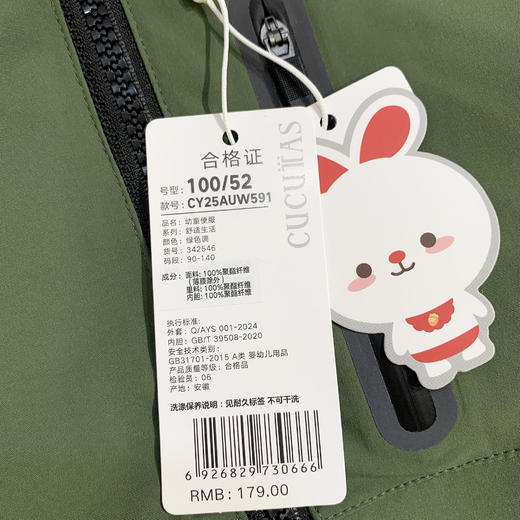 合格证
CUCUTAS
号型: 100/52
款号: CY25AUW591
品名: 幼童便服
系列: 舒适生活
颜色: 绿色调
货号: 342546
码段: 90-140
成分: 面料: 100%聚酯纤维
(薄膜除外)
里料: 100%聚酯纤维
内胆: 100%聚酯纤维
执行标准:
外套: Q/AYS 001-2024
内胆: GB/T 39508-2020
安全技术类别:
GB31701-2015 A类 婴幼儿用品
产品质量等级: 合格品
检验员: 06
产地: 安徽
洗涤保养说明: 见耐久标签 不可干洗
6 926829 730666
RMB: 179.00